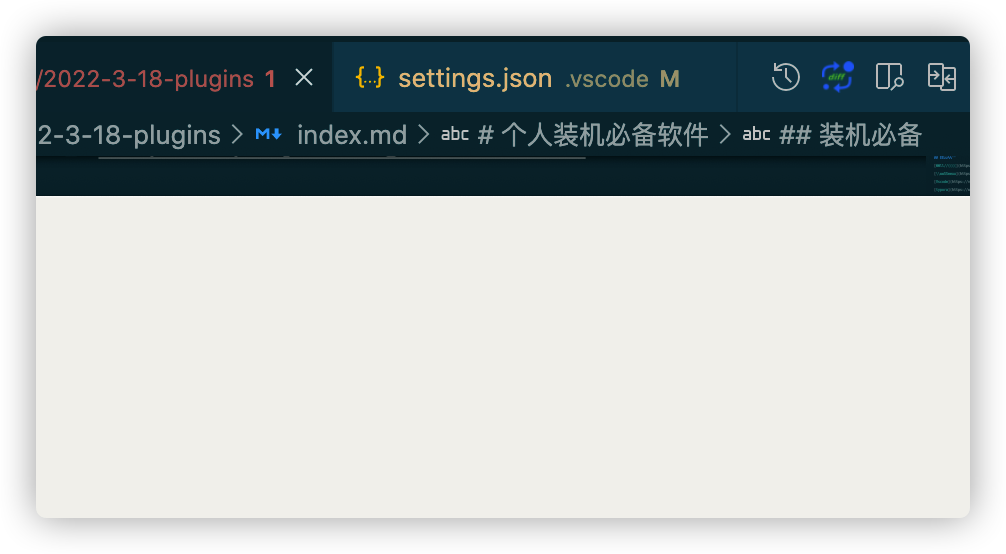 /2022-3-18-plugins 1 settings.json .vscode M
2-3-18-plugins > M↓ index.md > abc # 个人装机必备软件 > abc ## 装机必备